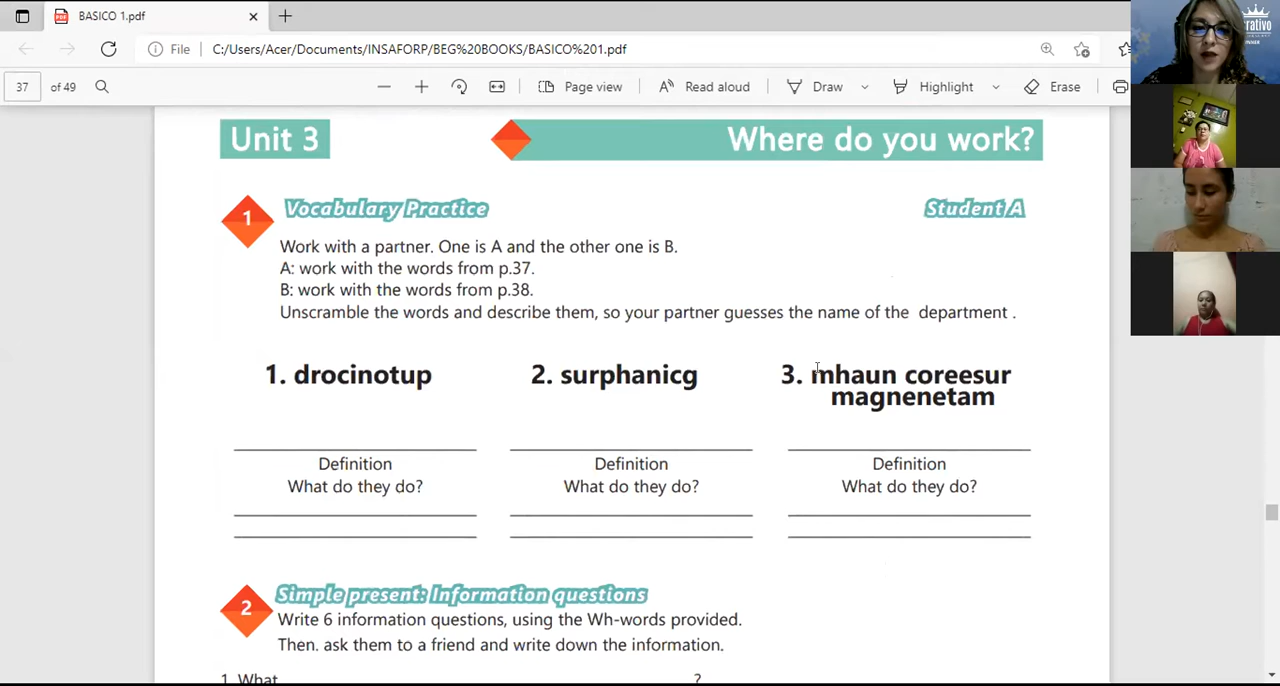 BASICO 1.pdf
File C:/Users/Acer/Documents/INSAFORP/BEG%20BOOKS/BASICO%201.pdf
37 of 49 Page view Read aloud Draw Highlight Erase
Unit 3 Where do you work?
1 Vocabulary Practice Student A
Work with a partner. One is A and the other one is B.
A: work with the words from p.37.
B: work with the words from p.38.
Unscramble the words and describe them, so your partner guesses the name of the department .
1. drocinotup 2. surphanicg 3. mhaun coreesur
magnenetam
Definition Definition Definition
What do they do? What do they do? What do they do?
2 Simple present: Information questions
Write 6 information questions, using the Wh-words provided.
Then. ask them to a friend and write down the information.
1. What ?